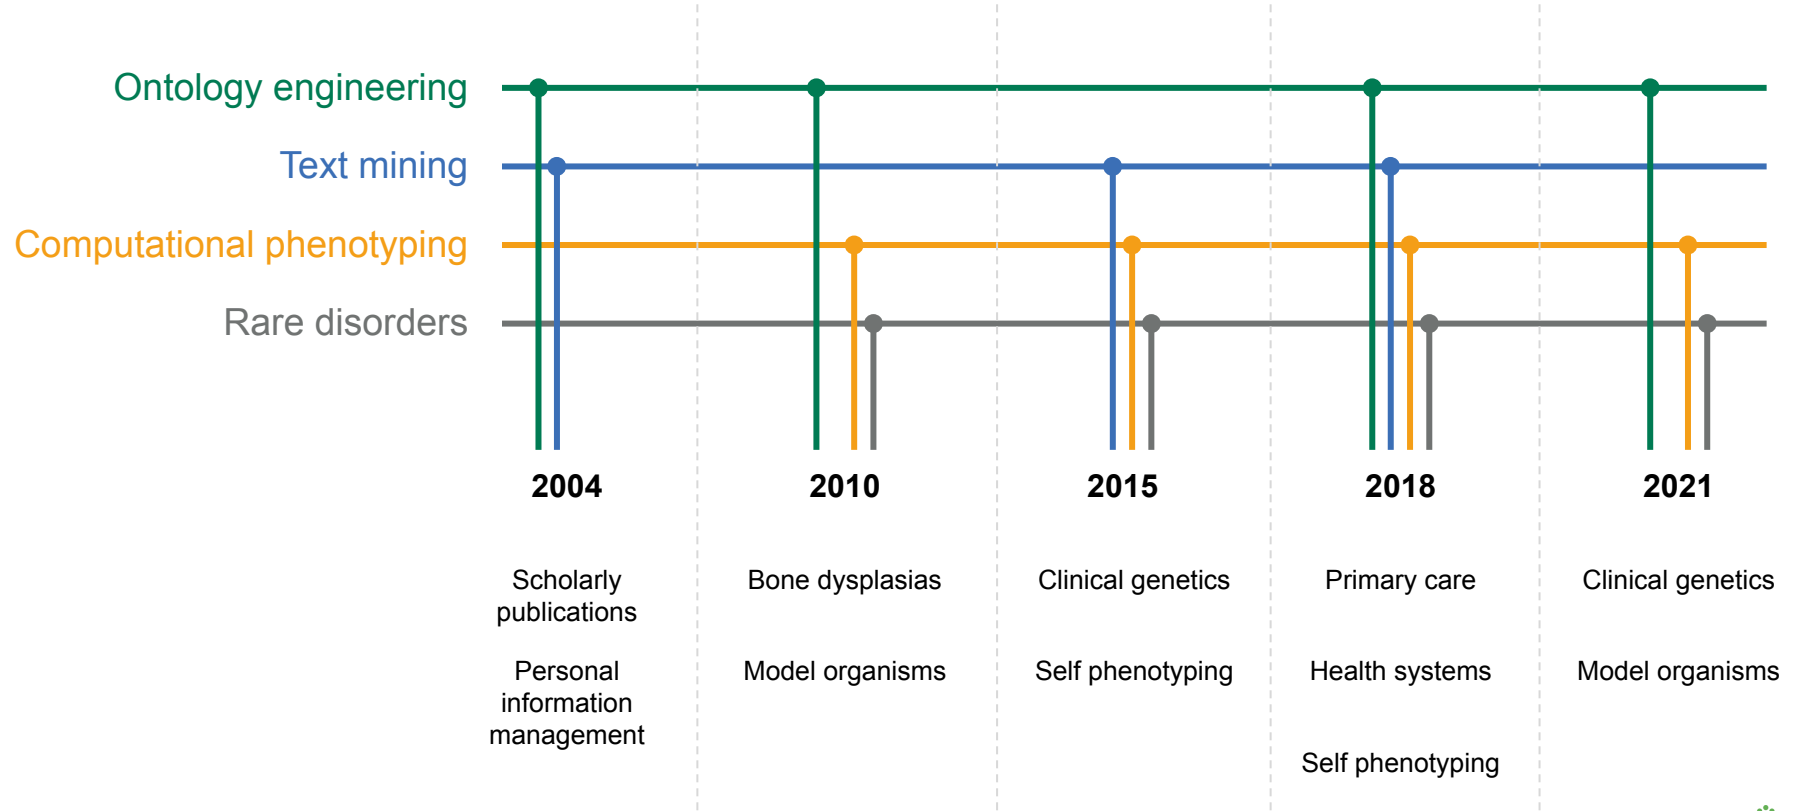 Ontology engineering
Text mining
Computational phenotyping
Rare disorders
2004
2010
2015
2018
2021
Scholarly
publications
Personal
information
management
Bone dysplasias
Model organisms
Clinical genetics
Self phenotyping
Primary care
Health systems
Self phenotyping
Clinical genetics
Model organisms